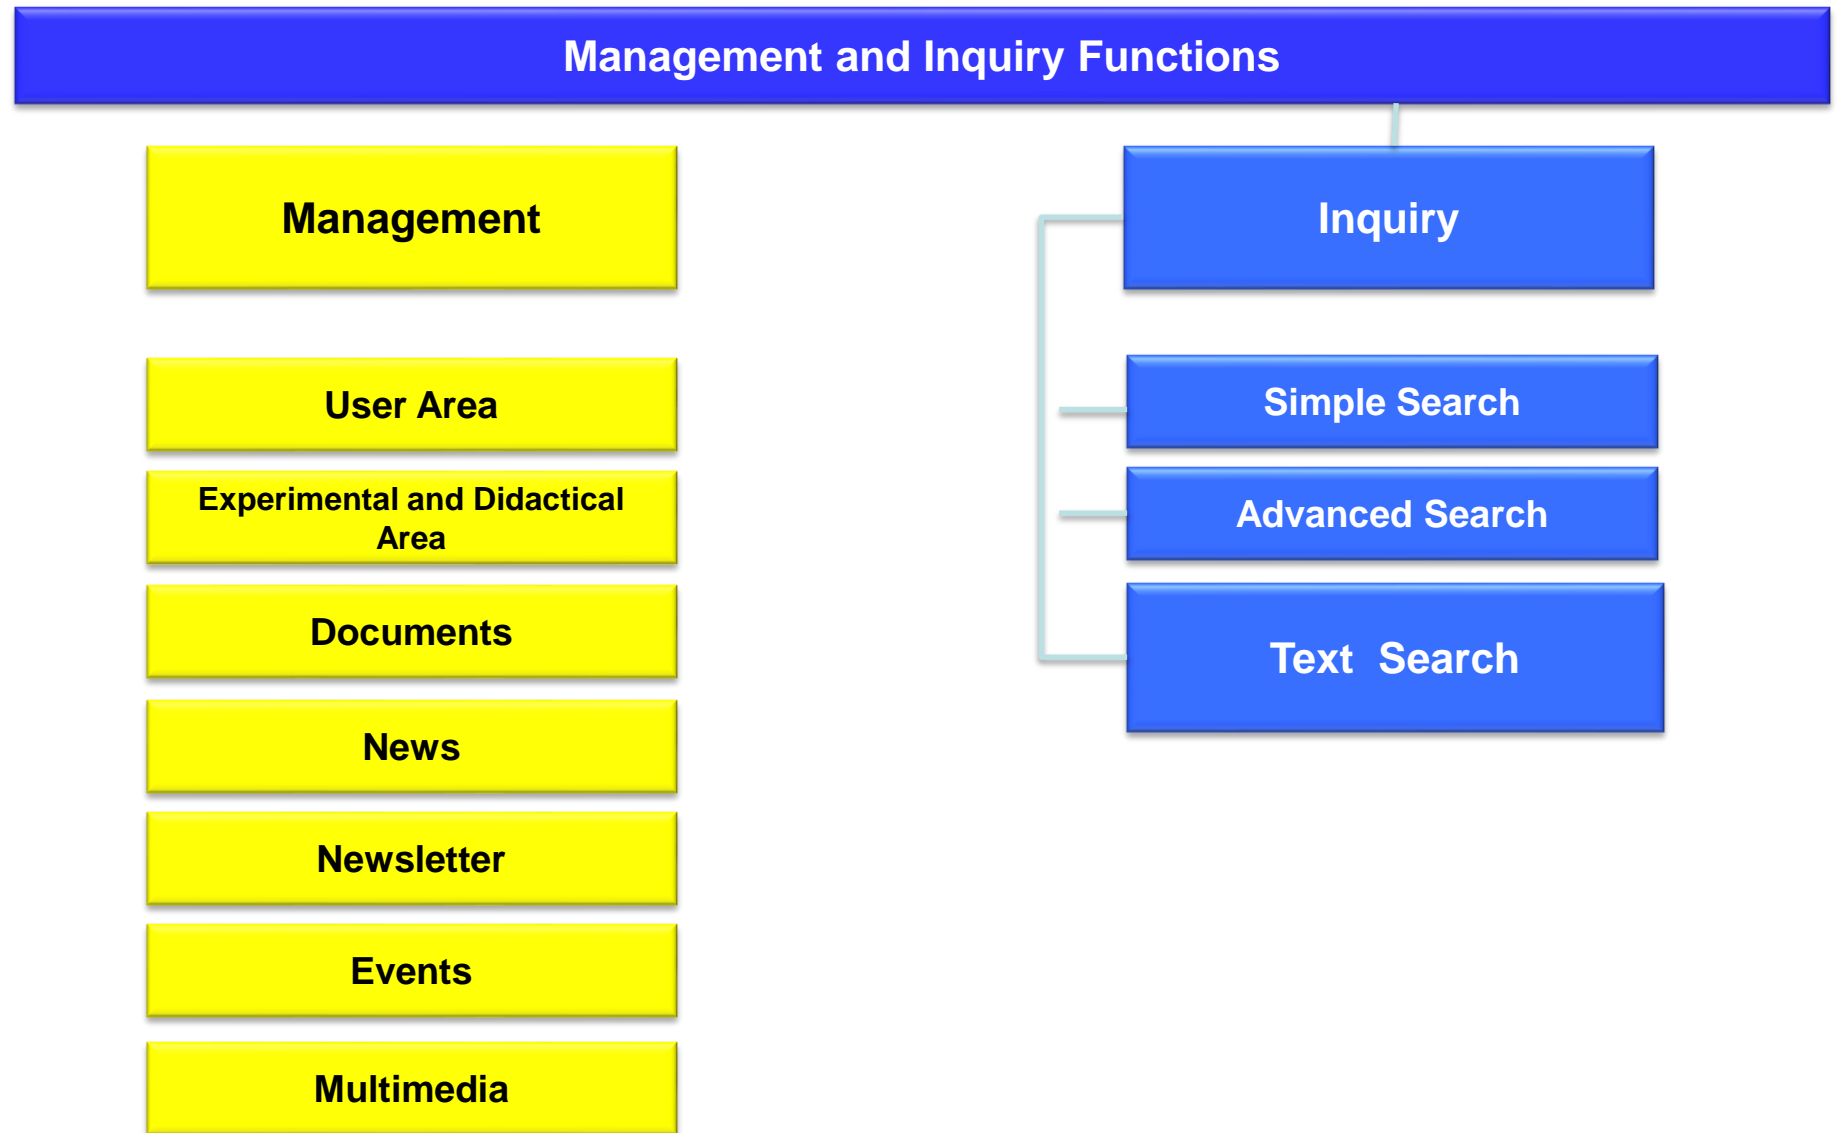 Management and Inquiry Functions
Management
User Area
Experimental and Didactical
Area
Documents
News
Newsletter
Events
Multimedia
Inquiry
Simple Search
Advanced Search
Text  Search